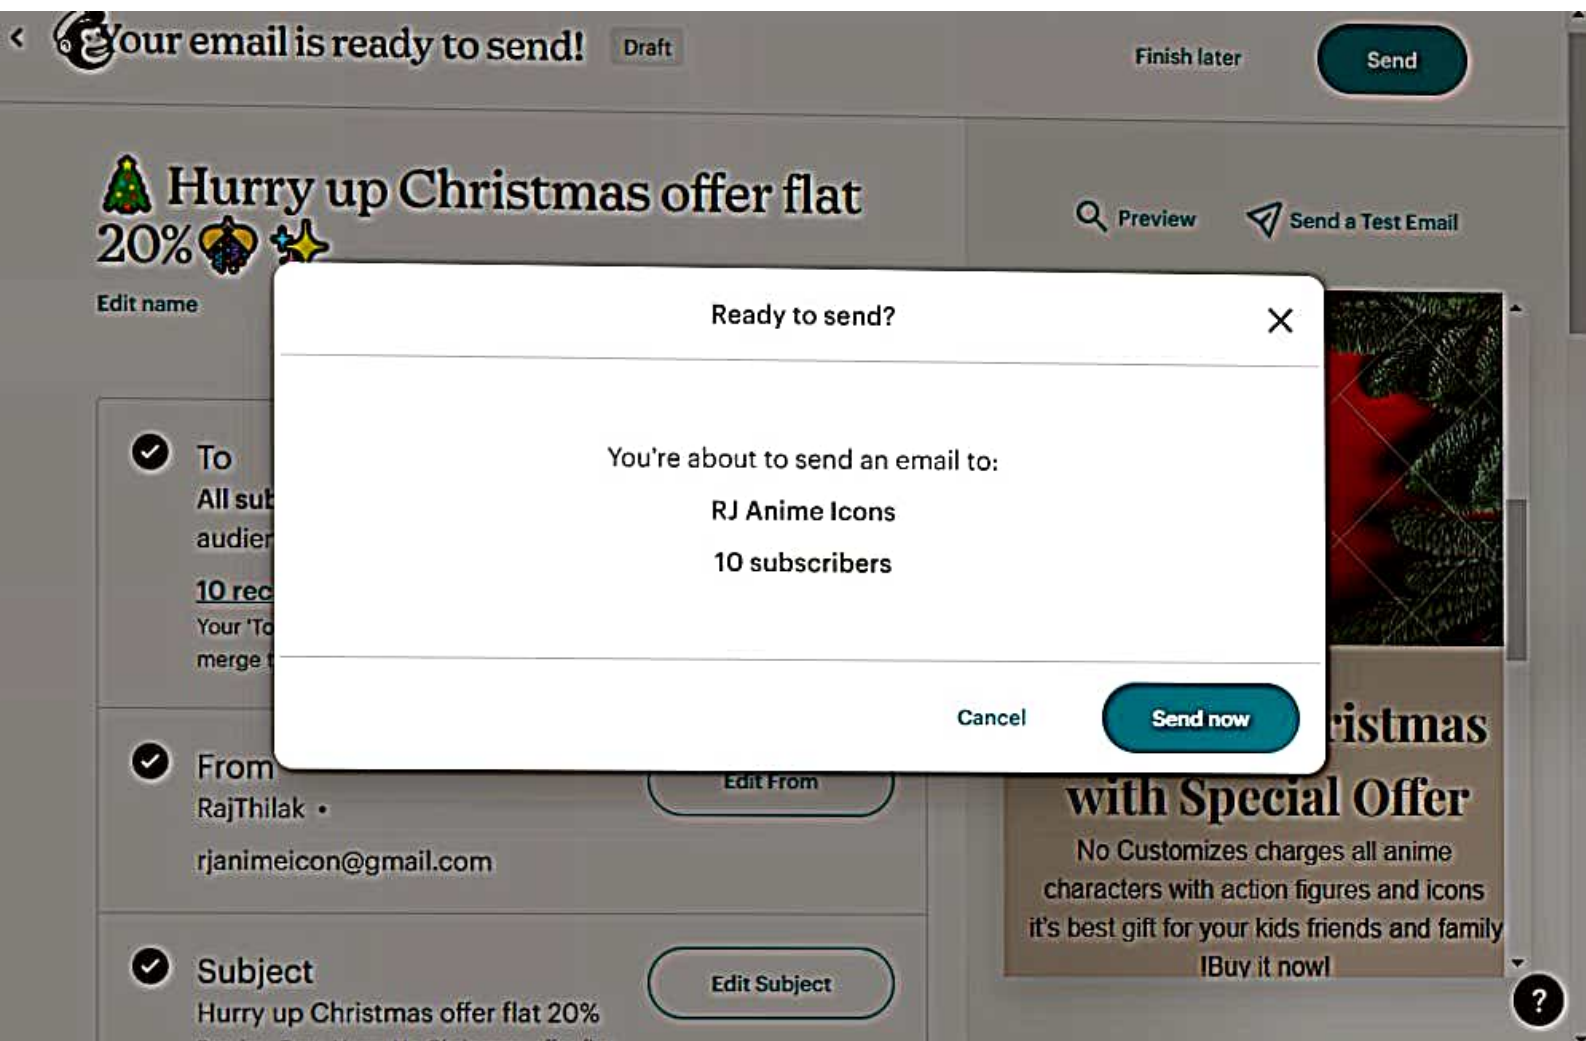 Your email is ready to send!
Draft
Finish later
Send
Hurry up Christmas offer flat
20%
Edit name
Preview
Send a Test Email
Ready to send?
You're about to send an email to:
RJ Anime Icons
10 subscribers
Cancel
Send now
To
All
10
Your
merge
From
RajThilak •
rjanimeicon@gmail.com
Edit From
Subject
Hurry up Christmas offer flat 20%
Edit Subject
with Special Offer
No Customizes charges all anime
characters with action figures and icons
it's best gift for your kids friends and family
!Buy it now!
?